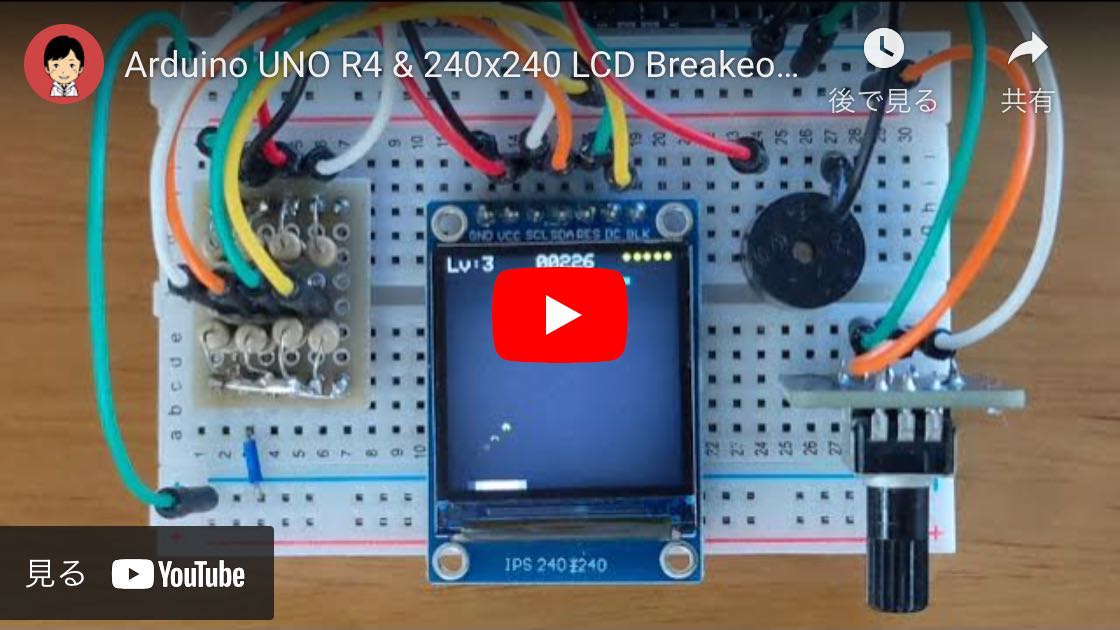 Arduino UNO R4 & 240x240 LCD Breakeo...
後で見る
共有
GND VCC SCL SDA RES DC BLK
Lv:3 00226
IPS 240*240
見る YouTube